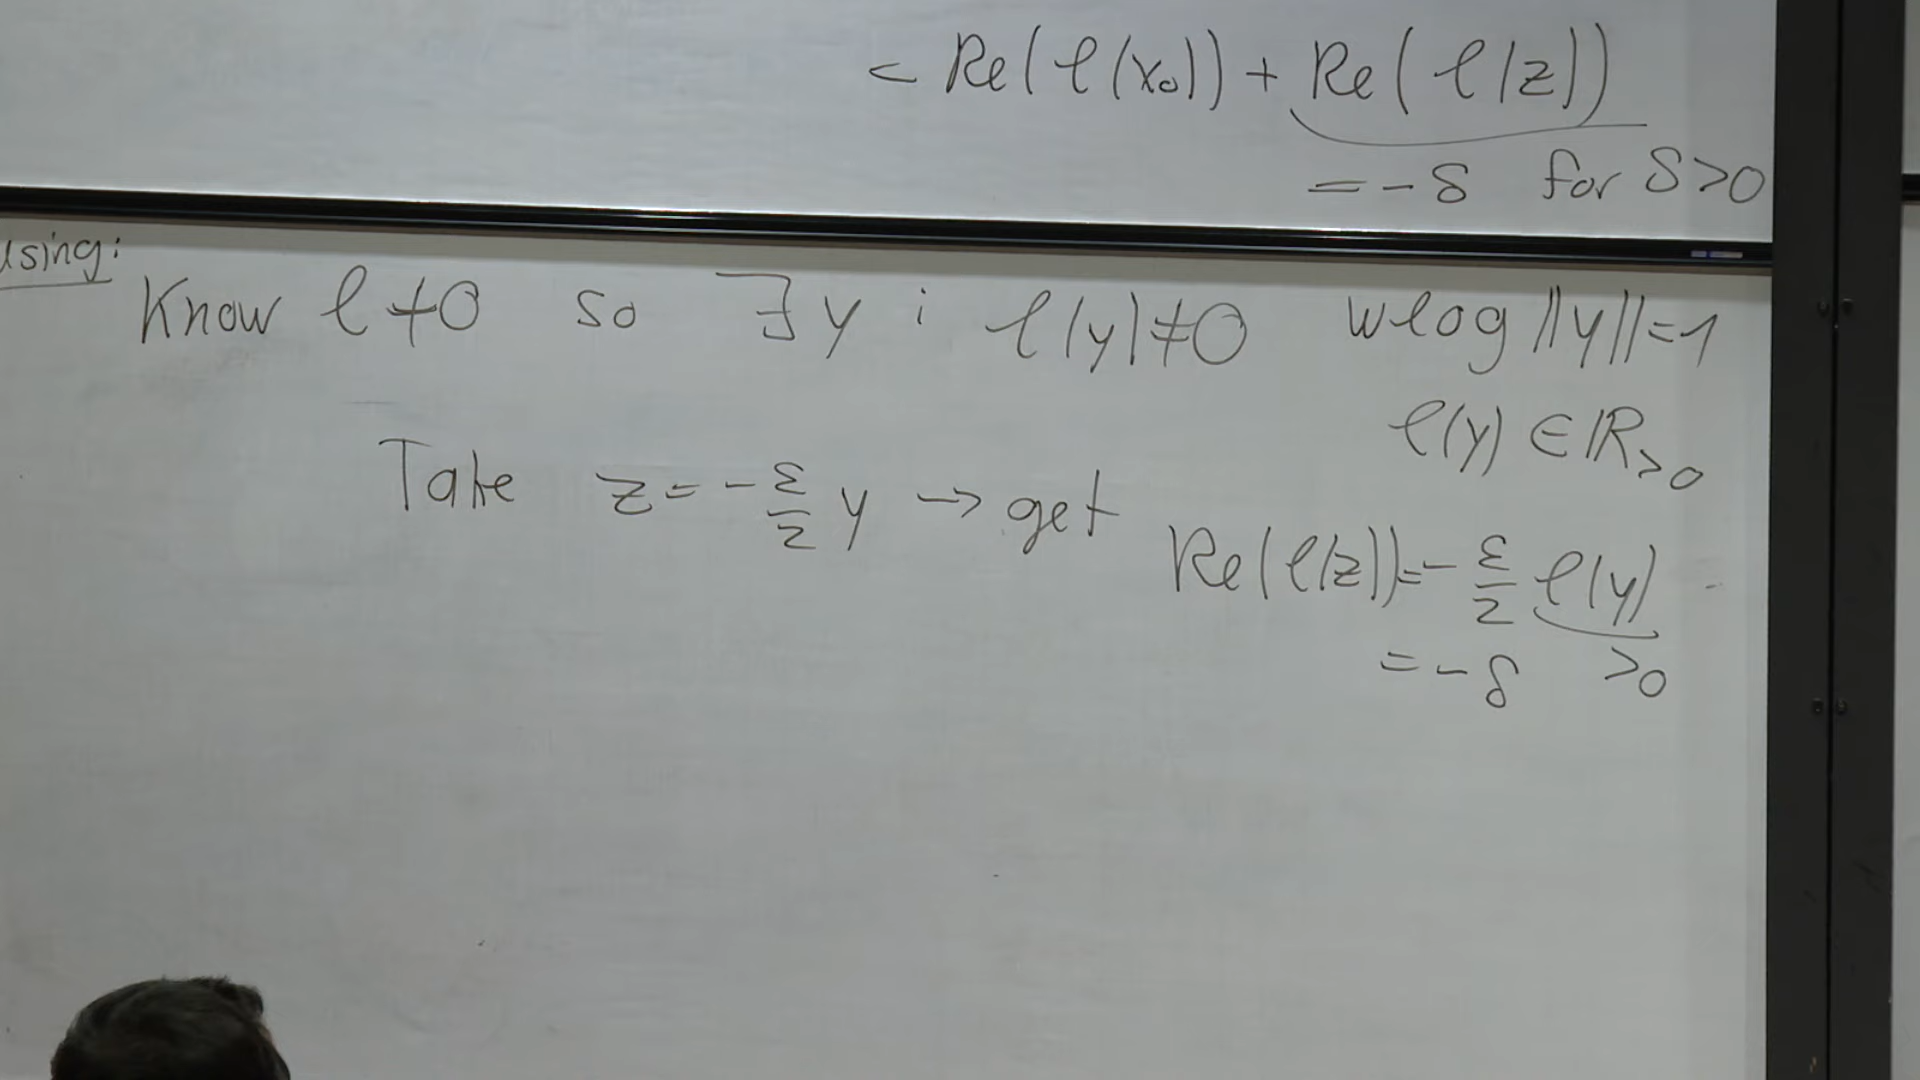 < Re(ℓ(x₀)) + Re(ℓ(z))
= -δ for δ>0
using:
Know ℓ≠0 so ∃ y : ℓ(y)≠0 wlog ||y||=1
ℓ(y) ∈ ℝ>0
Take z = -ε/2 y → get
Re(ℓ(z)) = -ε/2 ℓ(y)
= -δ >0